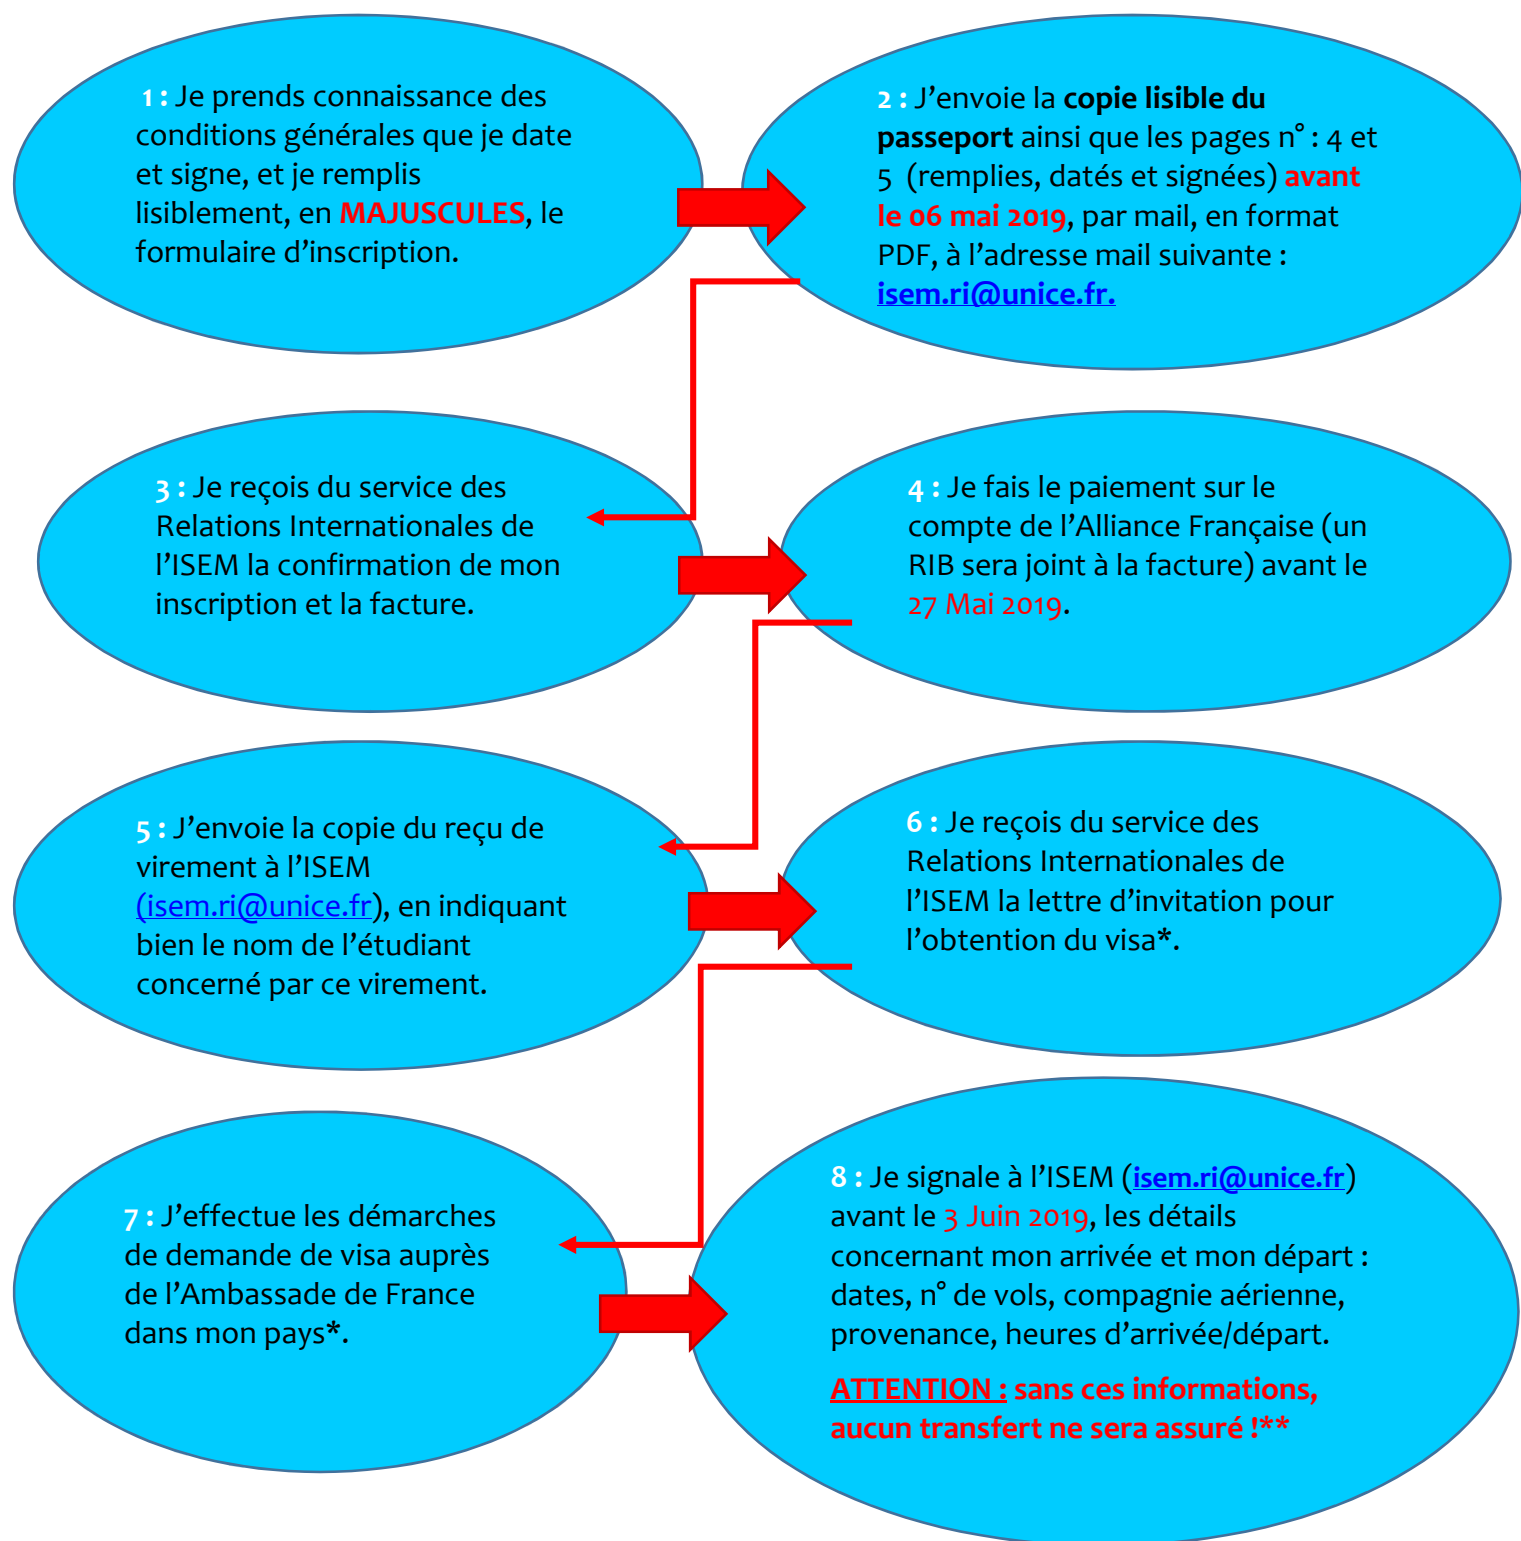 1 : Je prends connaissance des
conditions générales que je date
et signe, et je remplis
lisiblement, en MAJUSCULES, le
formulaire d’inscription.
2 : J’envoie la copie lisible du
passeport ainsi que les pages n° : 4 et
5 (remplies, datés et signées) avant
le 06 mai 2019, par mail, en format
PDF, à l’adresse mail suivante :
isem.ri@unice.fr.
3 : Je reçois du service des
Relations Internationales de
l’ISEM la confirmation de mon
inscription et la facture.
4 : Je fais le paiement sur le
compte de l’Alliance Française (un
RIB sera joint à la facture) avant le
27 Mai 2019.
5 : J’envoie la copie du reçu de
virement à l’ISEM
(isem.ri@unice.fr), en indiquant
bien le nom de l’étudiant
concerné par ce virement.
6 : Je reçois du service des
Relations Internationales de
l’ISEM la lettre d’invitation pour
l’obtention du visa*.
7 : J’effectue les démarches
de demande de visa auprès
de l’Ambassade de France
dans mon pays*.
8 : Je signale à l’ISEM (isem.ri@unice.fr)
avant le 3 Juin 2019, les détails
concernant mon arrivée et mon départ :
dates, n° de vols, compagnie aérienne,
provenance, heures d’arrivée/départ.
ATTENTION : sans ces informations,
aucun transfert ne sera assuré !**